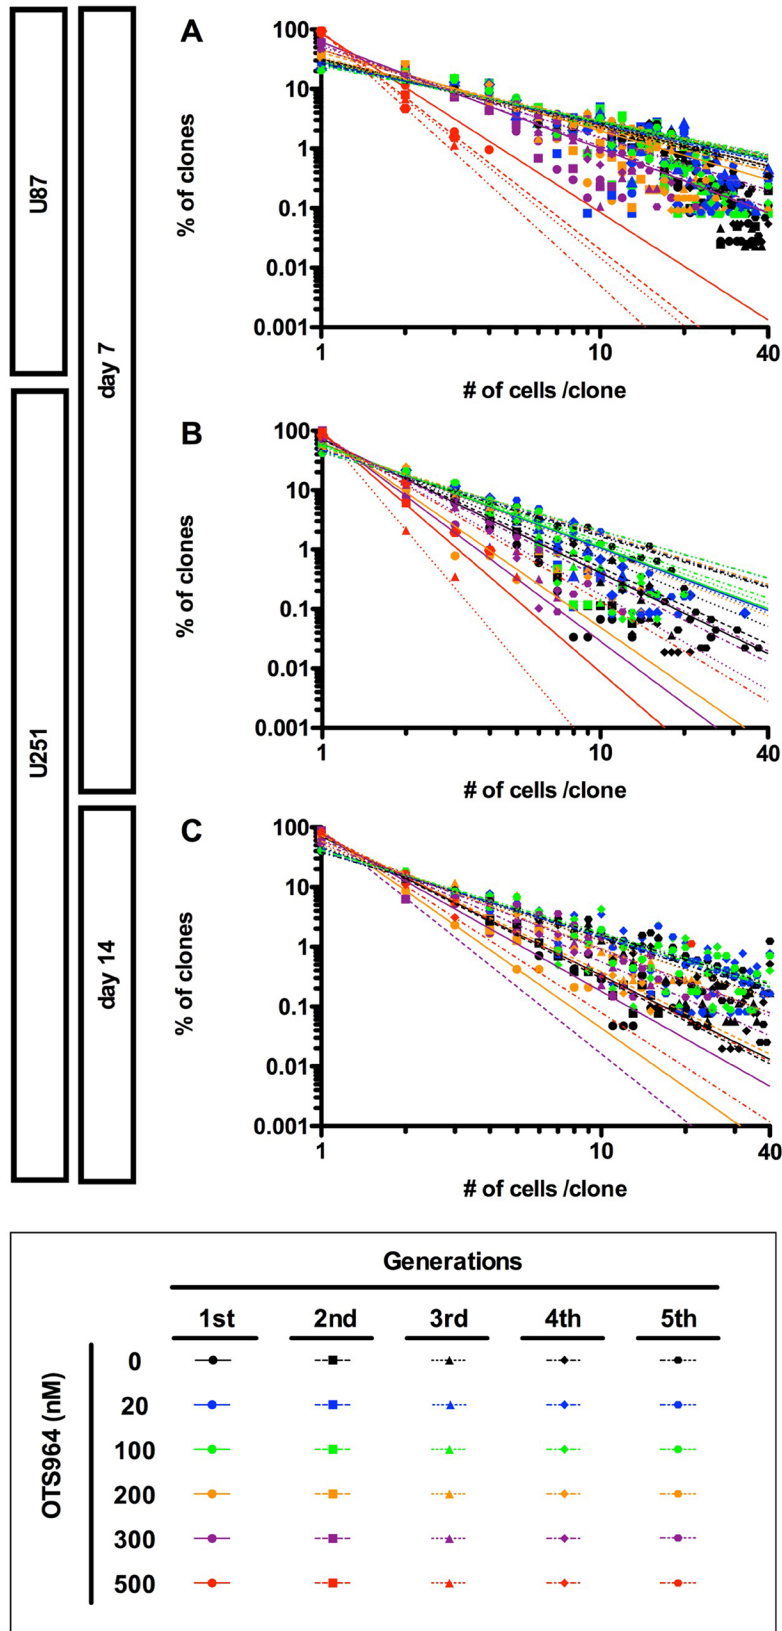 U87
U251
day 7
day 14
A
100
10
1
0.1
0.01
0.001
% of clones
1
10
40
# of cells /clone
B
100
10
1
0.1
0.01
0.001
% of clones
1
10
40
# of cells /clone
C
100
10
1
0.1
0.01
0.001
% of clones
1
10
40
# of cells /clone
Generations
1st 2nd 3rd 4th 5th
OTS964 (nM)
0
20
100
200
300
500